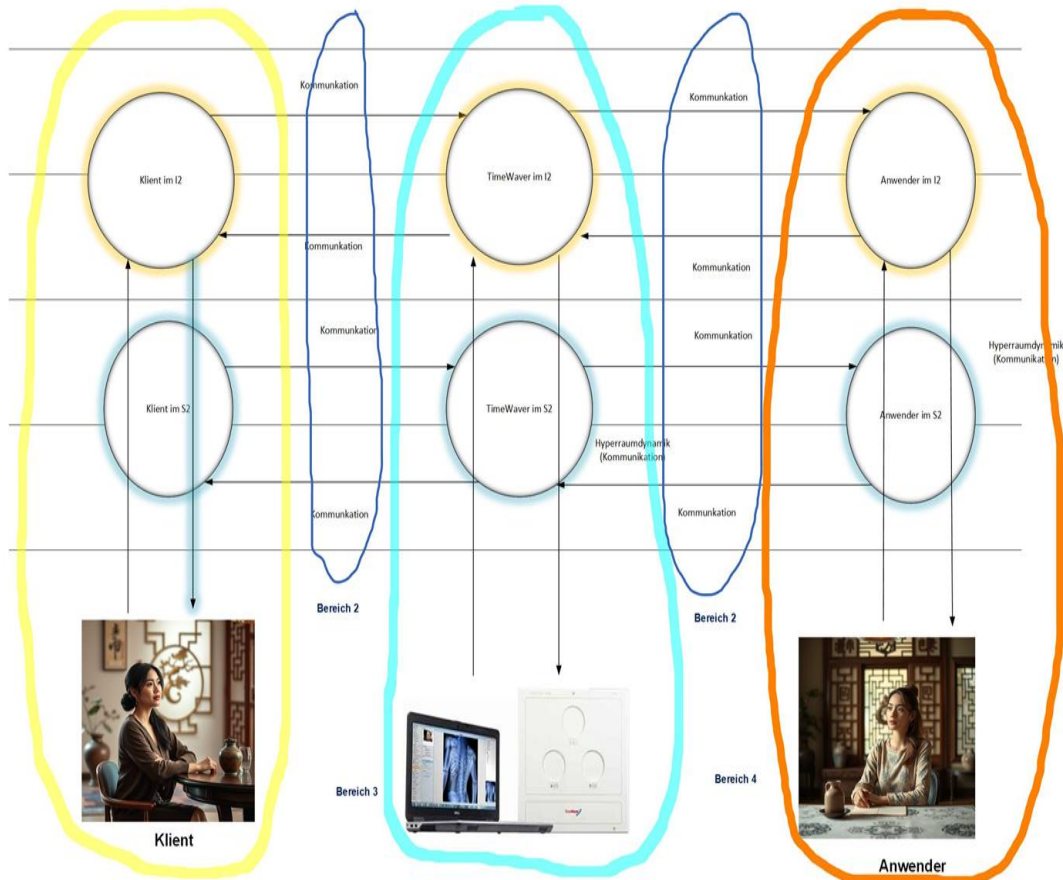 Kommunkation
Kommunkation
Klient im I2
TimeWaver im I2
Anwender im I2
Kommunkation
Kommunkation
Kommunkation
Kommunkation
Hyperraumdynamik
(Kommunikation)
Klient im S2
TimeWaver im S2
Anwender im S2
Hyperraumdynamik
(Kommunikation)
Kommunkation
Kommunkation
Bereich 2
Bereich 2
Bereich 3
Bereich 4
Klient
Anwender